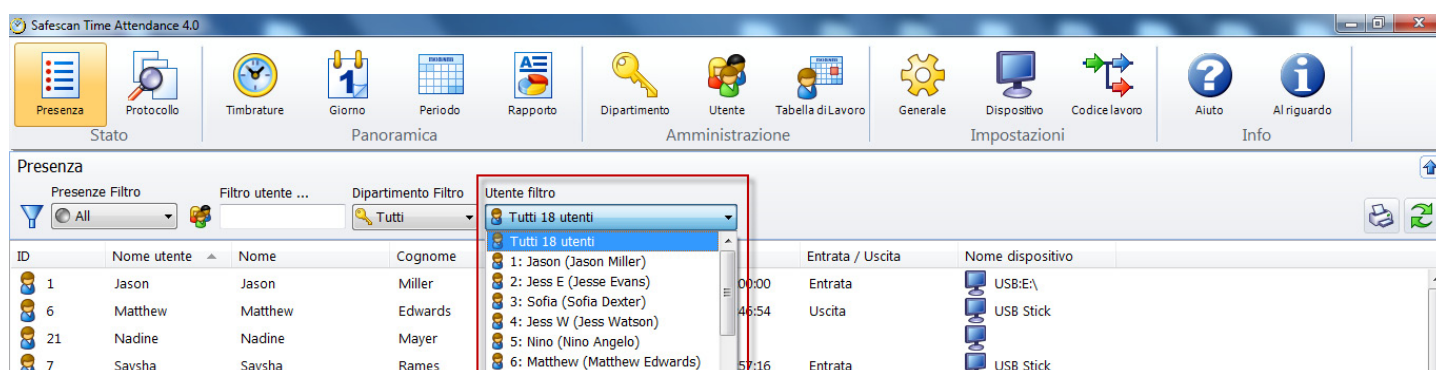 Safescan Time Attendance 4.0
Presenza Protocollo Timbrature Giorno Periodo Rapporto Dipartimento Utente Tabella di Lavoro Generale Dispositivo Codice lavoro Aiuto Al riguardo
Stato Panoramica Amministrazione Impostazioni Info
Presenza
Presenze Filtro Filtro utente ... Dipartimento Filtro Utente filtro
All Tutti Tutti 18 utenti
Tutti 18 utenti
ID Nome utente Nome Cognome Entrata / Uscita Nome dispositivo
1: Jason (Jason Miller)
1 Jason Jason Miller 2: Jess E (Jesse Evans) 00:00 Entrata USB:E:\
3: Sofia (Sofia Dexter)
6 Matthew Matthew Edwards 4: Jess W (Jess Watson) 46:54 Uscita USB Stick
21 Nadine Nadine Mayer 5: Nino (Nino Angelo)
7 Saysha Saysha Rames 6: Matthew (Matthew Edwards) 57:16 Entrata USB Stick